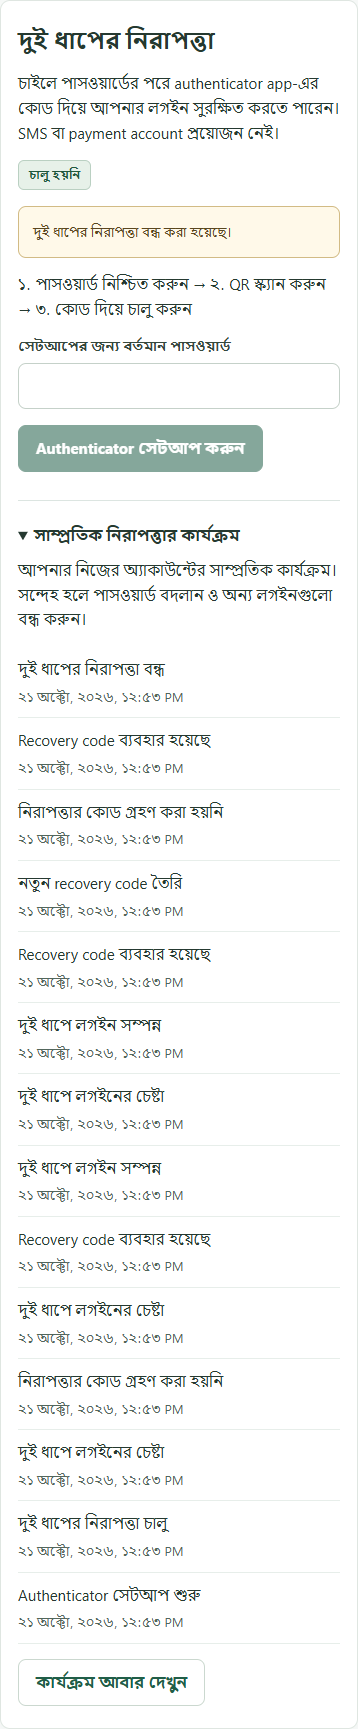 দুই ধাপের নিরাপত্তা
চাইলে পাসওয়ার্ডের পরে authenticator app-এর
কোড দিয়ে আপনার লগইন সুরক্ষিত করতে পারেন।
SMS বা payment account প্রয়োজন নেই।
চালু হয়নি
দুই ধাপের নিরাপত্তা বন্ধ করা হয়েছে।
১. পাসওয়ার্ড নিশ্চিত করুন → ২. QR স্ক্যান করুন
→ ৩. কোড দিয়ে চালু করুন
সেটআপের জন্য বর্তমান পাসওয়ার্ড
Authenticator সেটআপ করুন
▼ সাম্প্রতিক নিরাপত্তার কার্যক্রম
আপনার নিজের অ্যাকাউন্টের সাম্প্রতিক কার্যক্রম।
সন্দেহ হলে পাসওয়ার্ড বদলান ও অন্য লগইনগুলো
বন্ধ করুন।
দুই ধাপের নিরাপত্তা বন্ধ
২১ অক্টো, ২০২৬, ১২:৫৩ PM
Recovery code ব্যবহার হয়েছে
২১ অক্টো, ২০২৬, ১২:৫৩ PM
নিরাপত্তার কোড গ্রহণ করা হয়নি
২১ অক্টো, ২০২৬, ১২:৫৩ PM
নতুন recovery code তৈরি
২১ অক্টো, ২০২৬, ১২:৫৩ PM
Recovery code ব্যবহার হয়েছে
২১ অক্টো, ২০২৬, ১২:৫৩ PM
দুই ধাপে লগইন সম্পন্ন
২১ অক্টো, ২০২৬, ১২:৫৩ PM
দুই ধাপে লগইনের চেষ্টা
২১ অক্টো, ২০২৬, ১২:৫৩ PM
দুই ধাপে লগইন সম্পন্ন
২১ অক্টো, ২০২৬, ১২:৫৩ PM
Recovery code ব্যবহার হয়েছে
২১ অক্টো, ২০২৬, ১২:৫৩ PM
দুই ধাপে লগইনের চেষ্টা
২১ অক্টো, ২০২৬, ১২:৫৩ PM
নিরাপত্তার কোড গ্রহণ করা হয়নি
২১ অক্টো, ২০২৬, ১২:৫৩ PM
দুই ধাপে লগইনের চেষ্টা
২১ অক্টো, ২০২৬, ১২:৫৩ PM
দুই ধাপের নিরাপত্তা চালু
২১ অক্টো, ২০২৬, ১২:৫৩ PM
Authenticator সেটআপ শুরু
২১ অক্টো, ২০২৬, ১২:৫৩ PM
কার্যক্রম আবার দেখুন